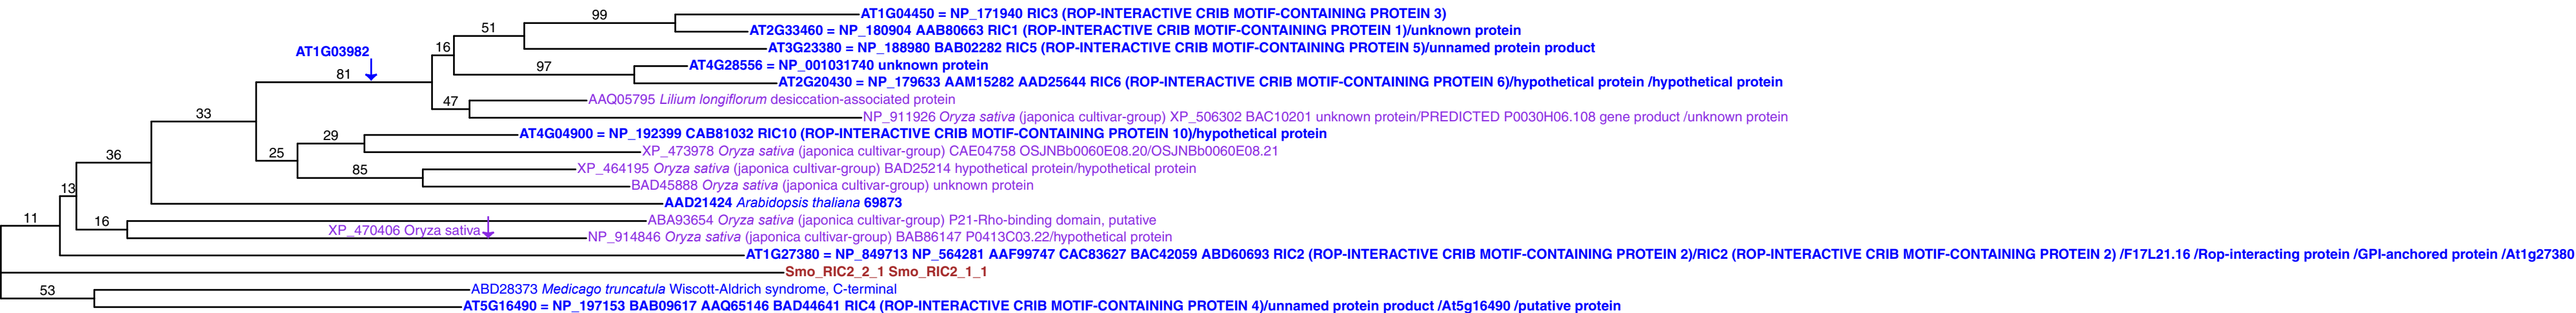 99
AT1G04450 = NP_171940 RIC3 (ROP-INTERACTIVE CRIB MOTIF-CONTAINING PROTEIN 3)
51
AT2G33460 = NP_180904 AAB80663 RIC1 (ROP-INTERACTIVE CRIB MOTIF-CONTAINING PROTEIN 1)/unknown protein
16
AT3G23380 = NP_188980 BAB02282 RIC5 (ROP-INTERACTIVE CRIB MOTIF-CONTAINING PROTEIN 5)/unnamed protein product
AT1G03982
97
AT4G28556 = NP_001031740 unknown protein
81
AT2G20430 = NP_179633 AAM15282 AAD25644 RIC6 (ROP-INTERACTIVE CRIB MOTIF-CONTAINING PROTEIN 6)/hypothetical protein /hypothetical protein
47
AAQ05795 Lilium longiflorum desiccation-associated protein
33
NP_911926 Oryza sativa (japonica cultivar-group) XP_506302 BAC10201 unknown protein/PREDICTED P0030H06.108 gene product /unknown protein
29
AT4G04900 = NP_192399 CAB81032 RIC10 (ROP-INTERACTIVE CRIB MOTIF-CONTAINING PROTEIN 10)/hypothetical protein
36
25
XP_473978 Oryza sativa (japonica cultivar-group) CAE04758 OSJNBb0060E08.20/OSJNBb0060E08.21
85
XP_464195 Oryza sativa (japonica cultivar-group) BAD25214 hypothetical protein/hypothetical protein
13
BAD45888 Oryza sativa (japonica cultivar-group) unknown protein
AAD21424 Arabidopsis thaliana 69873
11
16
ABA93654 Oryza sativa (japonica cultivar-group) P21-Rho-binding domain, putative
XP_470406 Oryza sativa
NP_914846 Oryza sativa (japonica cultivar-group) BAB86147 P0413C03.22/hypothetical protein
AT1G27380 = NP_849713 NP_564281 AAF99747 CAC83627 BAC42059 ABD60693 RIC2 (ROP-INTERACTIVE CRIB MOTIF-CONTAINING PROTEIN 2)/RIC2 (ROP-INTERACTIVE CRIB MOTIF-CONTAINING PROTEIN 2) /F17L21.16 /Rop-interacting protein /GPI-anchored protein /At1g27380
Smo_RIC2_2_1 Smo_RIC2_1_1
53
ABD28373 Medicago truncatula Wiscott-Aldrich syndrome, C-terminal
AT5G16490 = NP_197153 BAB09617 AAQ65146 BAD44641 RIC4 (ROP-INTERACTIVE CRIB MOTIF-CONTAINING PROTEIN 4)/unnamed protein product /At5g16490 /putative protein